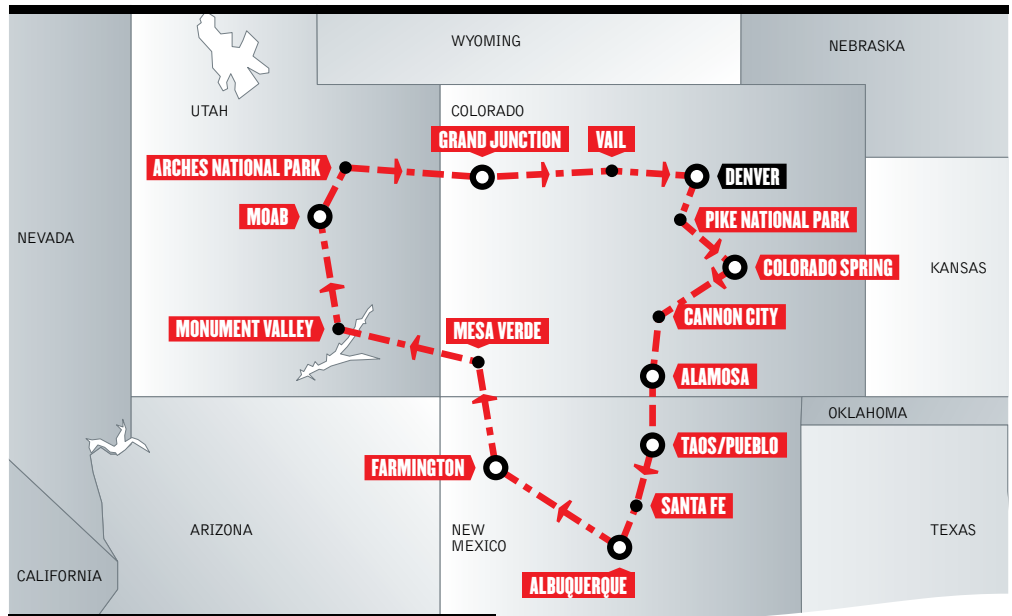 WYOMING
NEBRASKA
UTAH
COLORADO
GRAND JUNCTION
VAIL
ARCHES NATIONAL PARK
DENVER
MOAB
PIKE NATIONAL PARK
NEVADA
COLORADO SPRING
KANSAS
MONUMENT VALLEY
MESA VERDE
CANNON CITY
ALAMOSA
OKLAHOMA
TAOS/PUEBLO
FARMINGTON
SANTA FE
ARIZONA
NEW
MEXICO
TEXAS
CALIFORNIA
ALBUQUERQUE